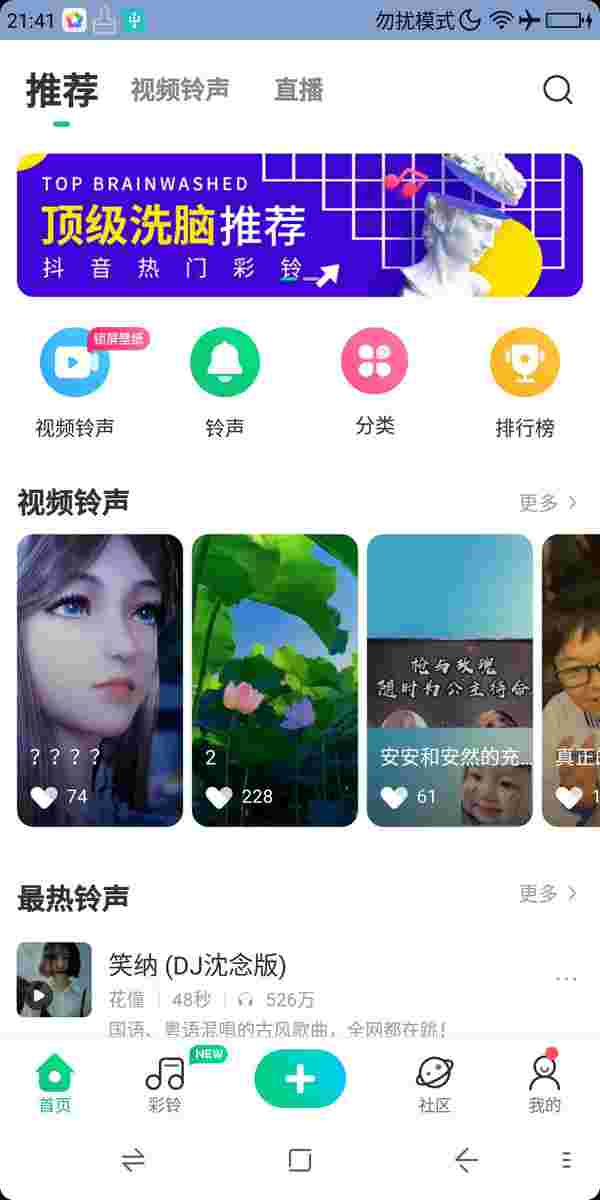 21:41
勿扰模式
推荐 视频铃声 直播
TOP BRAINWASHED
顶级洗脑推荐
抖音热门彩铃
锁屏壁纸
视频铃声 铃声 分类 排行榜
视频铃声 更多
枪与玫瑰
随时为公主待命
？？？？
74
2
228
安安和安然的充...
61
真正的
1
最热铃声 更多
笑纳 (DJ沈念版)
花僮 48秒 526万
国语、粤语混唱的古风歌曲，全网都在跳！
NEW
首页 彩铃 社区 我的